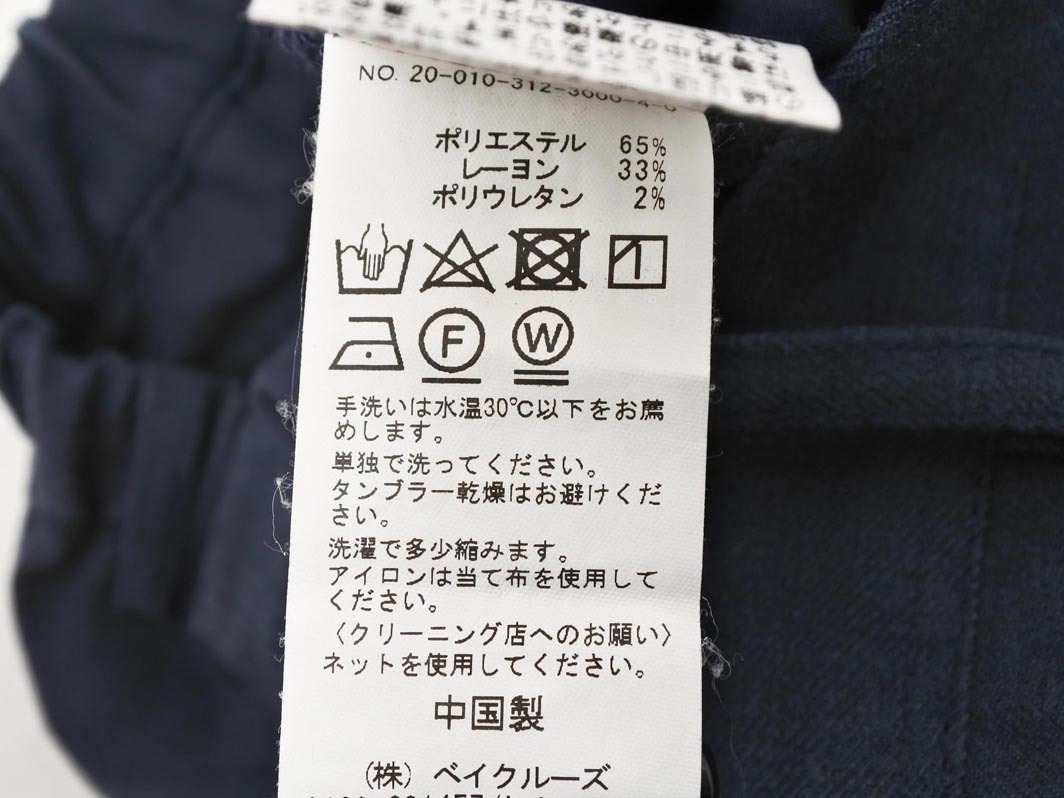 NO. 20-010-312-3000-4-0
ポリエステル 65%
レーヨン 33%
ポリウレタン 2%
F W
手洗いは水温30℃以下をお薦
めします。
単独で洗ってください。
タンブラー乾燥はお避けくだ
さい。
洗濯で多少縮みます。
アイロンは当て布を使用して
ください。
〈クリーニング店へのお願い〉
ネットを使用してください。
中国製
(株) ベイクルーズ